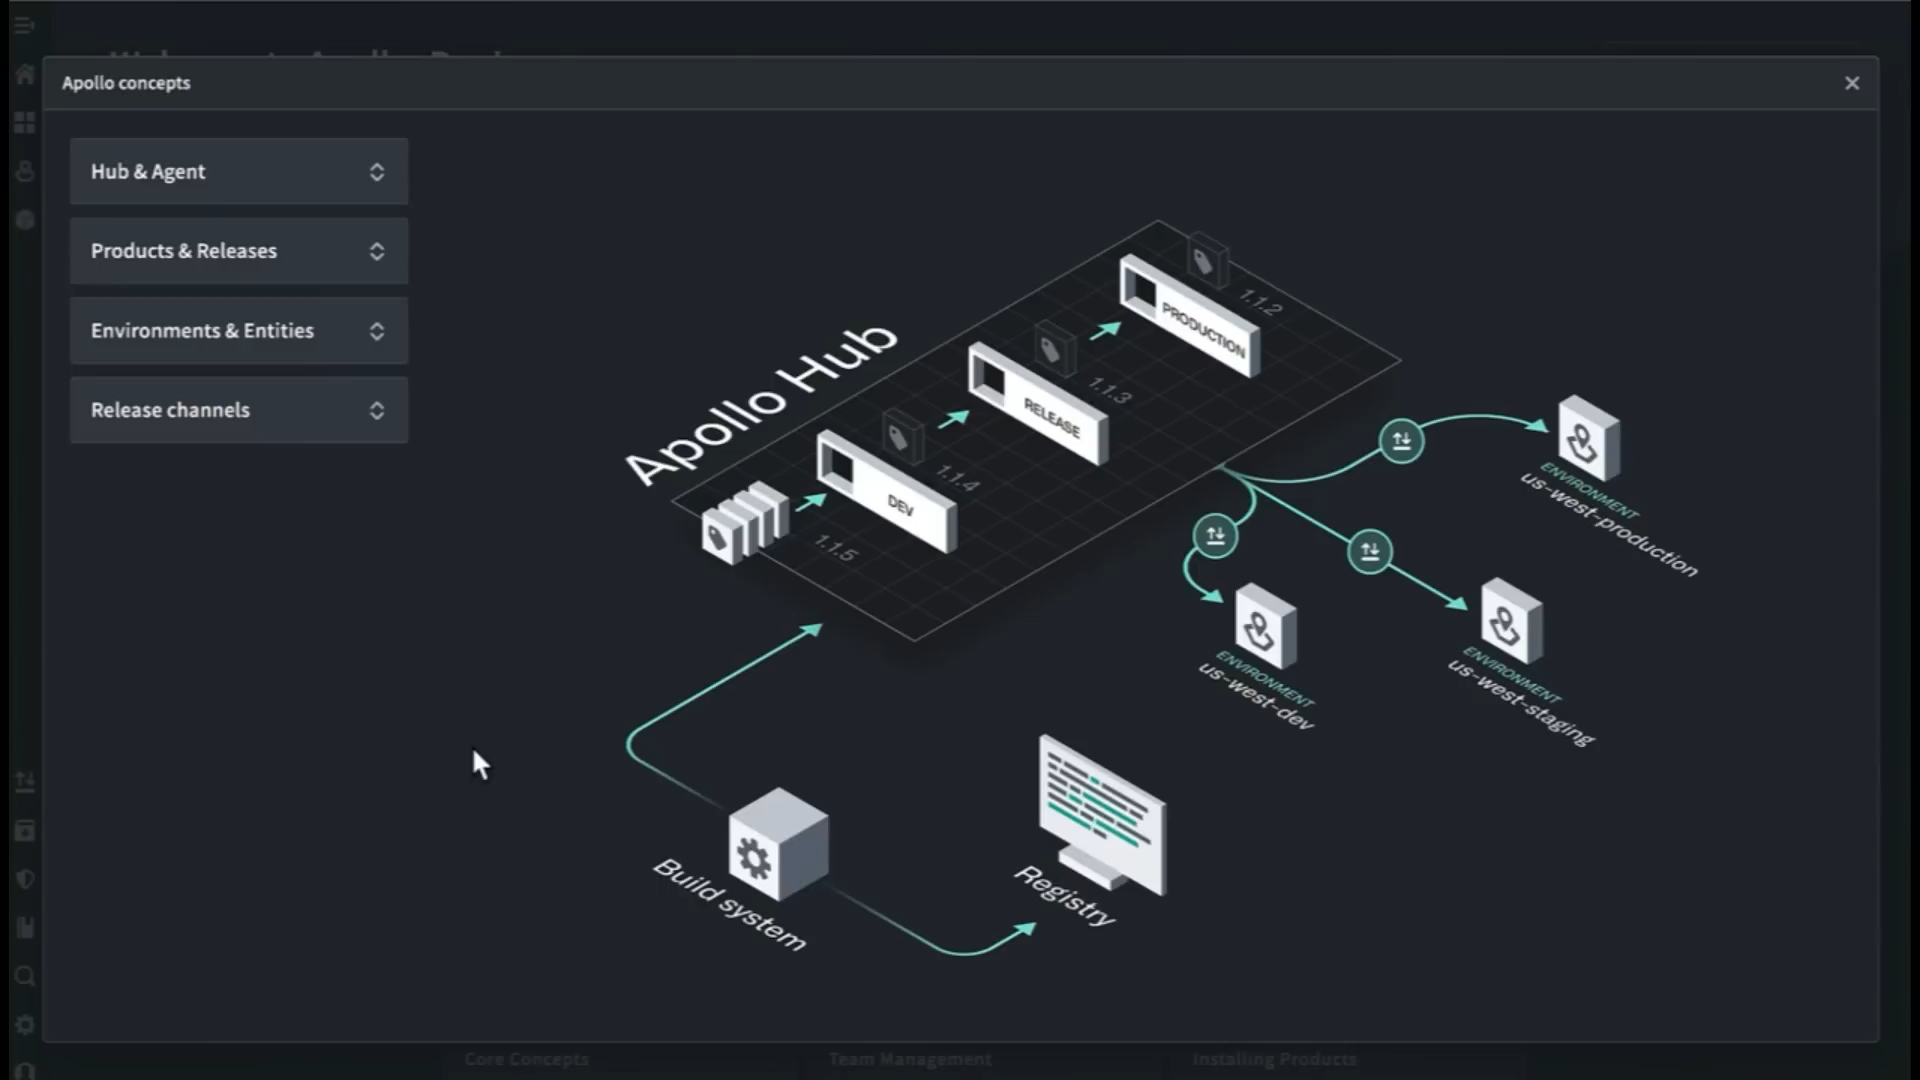 Apollo concepts
Hub & Agent
Products & Releases
Environments & Entities
Release channels
Apollo Hub
PRODUCTION
1.1.2
RELEASE
1.1.3
DEV
1.1.4
1.1.5
ENVIRONMENT
us-west-production
ENVIRONMENT
us-west-dev
ENVIRONMENT
us-west-staging
Build system
Registry
Core Concepts
Team Management
Installing Products